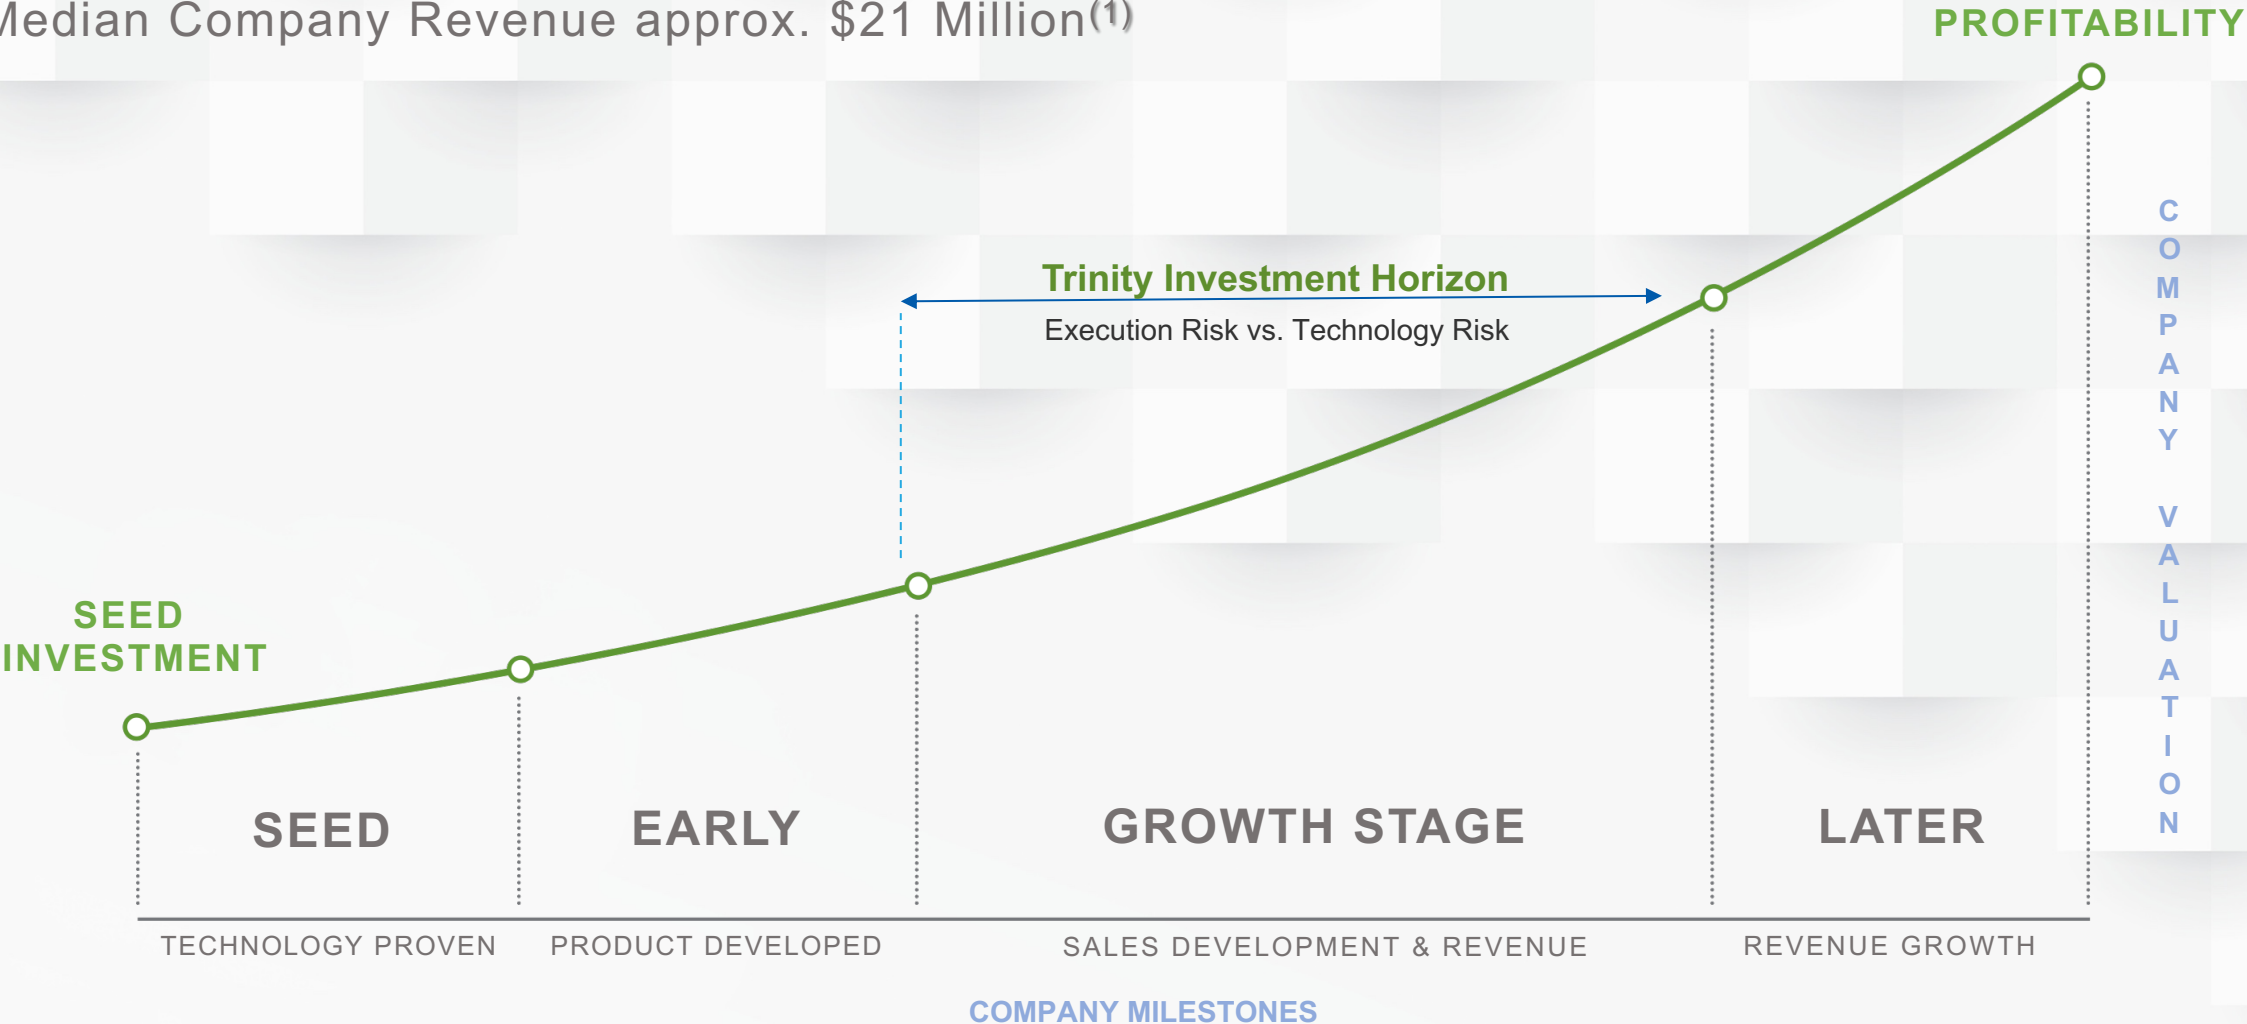 Median Company Revenue approx. $21 Million(1)
PROFITABILITY
Trinity Investment Horizon
Execution Risk vs. Technology Risk
COMPANY VALUATION
SEED
INVESTMENT
SEED
EARLY
GROWTH STAGE
LATER
TECHNOLOGY PROVEN
PRODUCT DEVELOPED
SALES DEVELOPMENT & REVENUE
REVENUE GROWTH
COMPANY MILESTONES